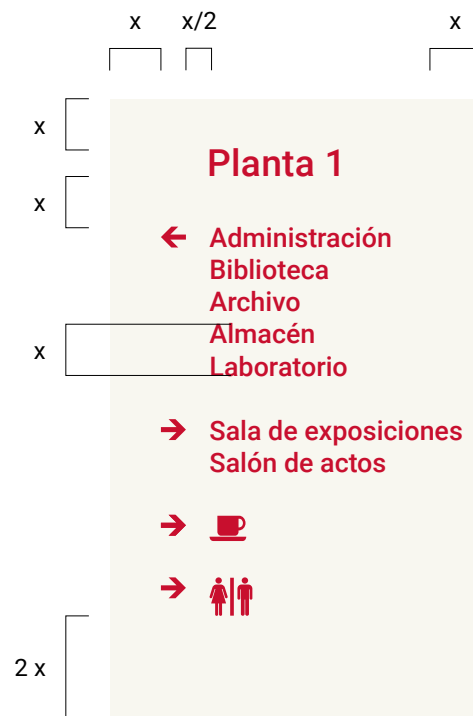 x x/2 x
x
Planta 1
x
Administración
Biblioteca
Archivo
Almacén
x
Laboratorio
Sala de exposiciones
Salón de actos
2 x